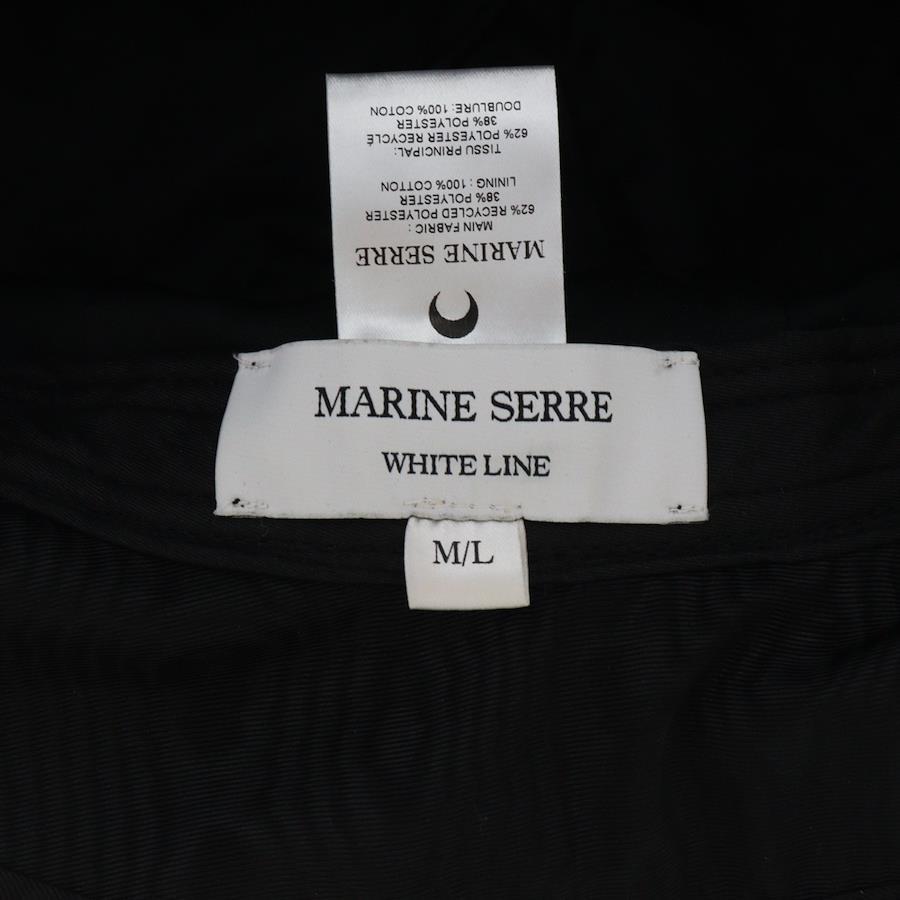 MARINE SERRE
MAIN FABRIC :
62% RECYCLED POLYESTER
38% POLYESTER
LINING : 100% COTTON
TISSU PRINCIPAL:
62% POLYESTER RECYCLÉ
38% POLYESTER
DOUBLURE: 100% COTON
MARINE SERRE
WHITE LINE
M/L